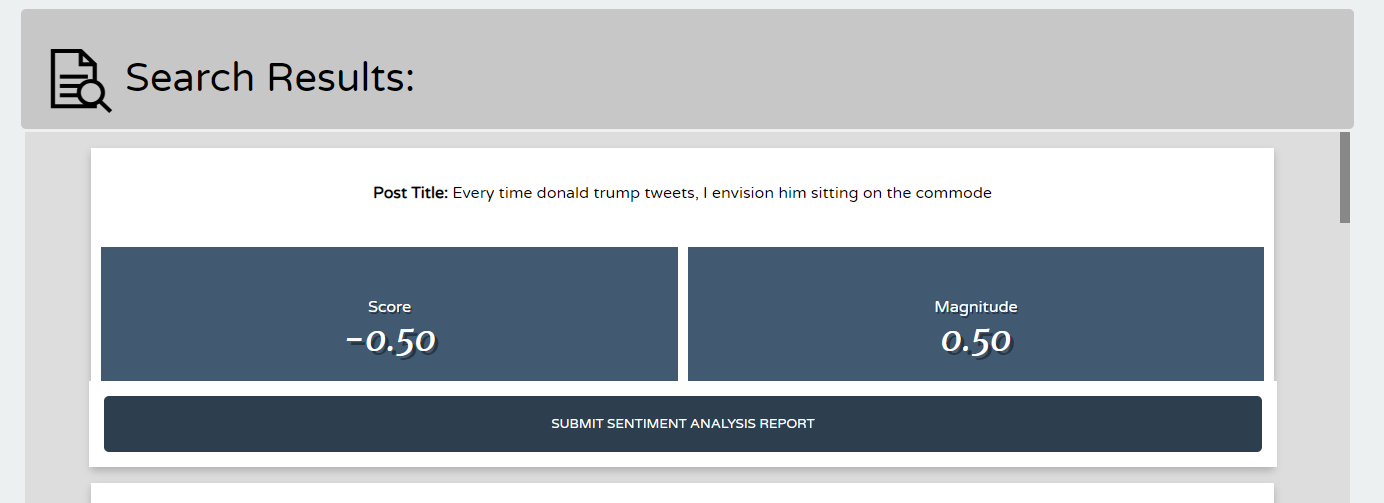 Search Results:
Post Title: Every time donald trump tweets, I envision him sitting on the commode
Score
-0.50
Magnitude
0.50
SUBMIT SENTIMENT ANALYSIS REPORT